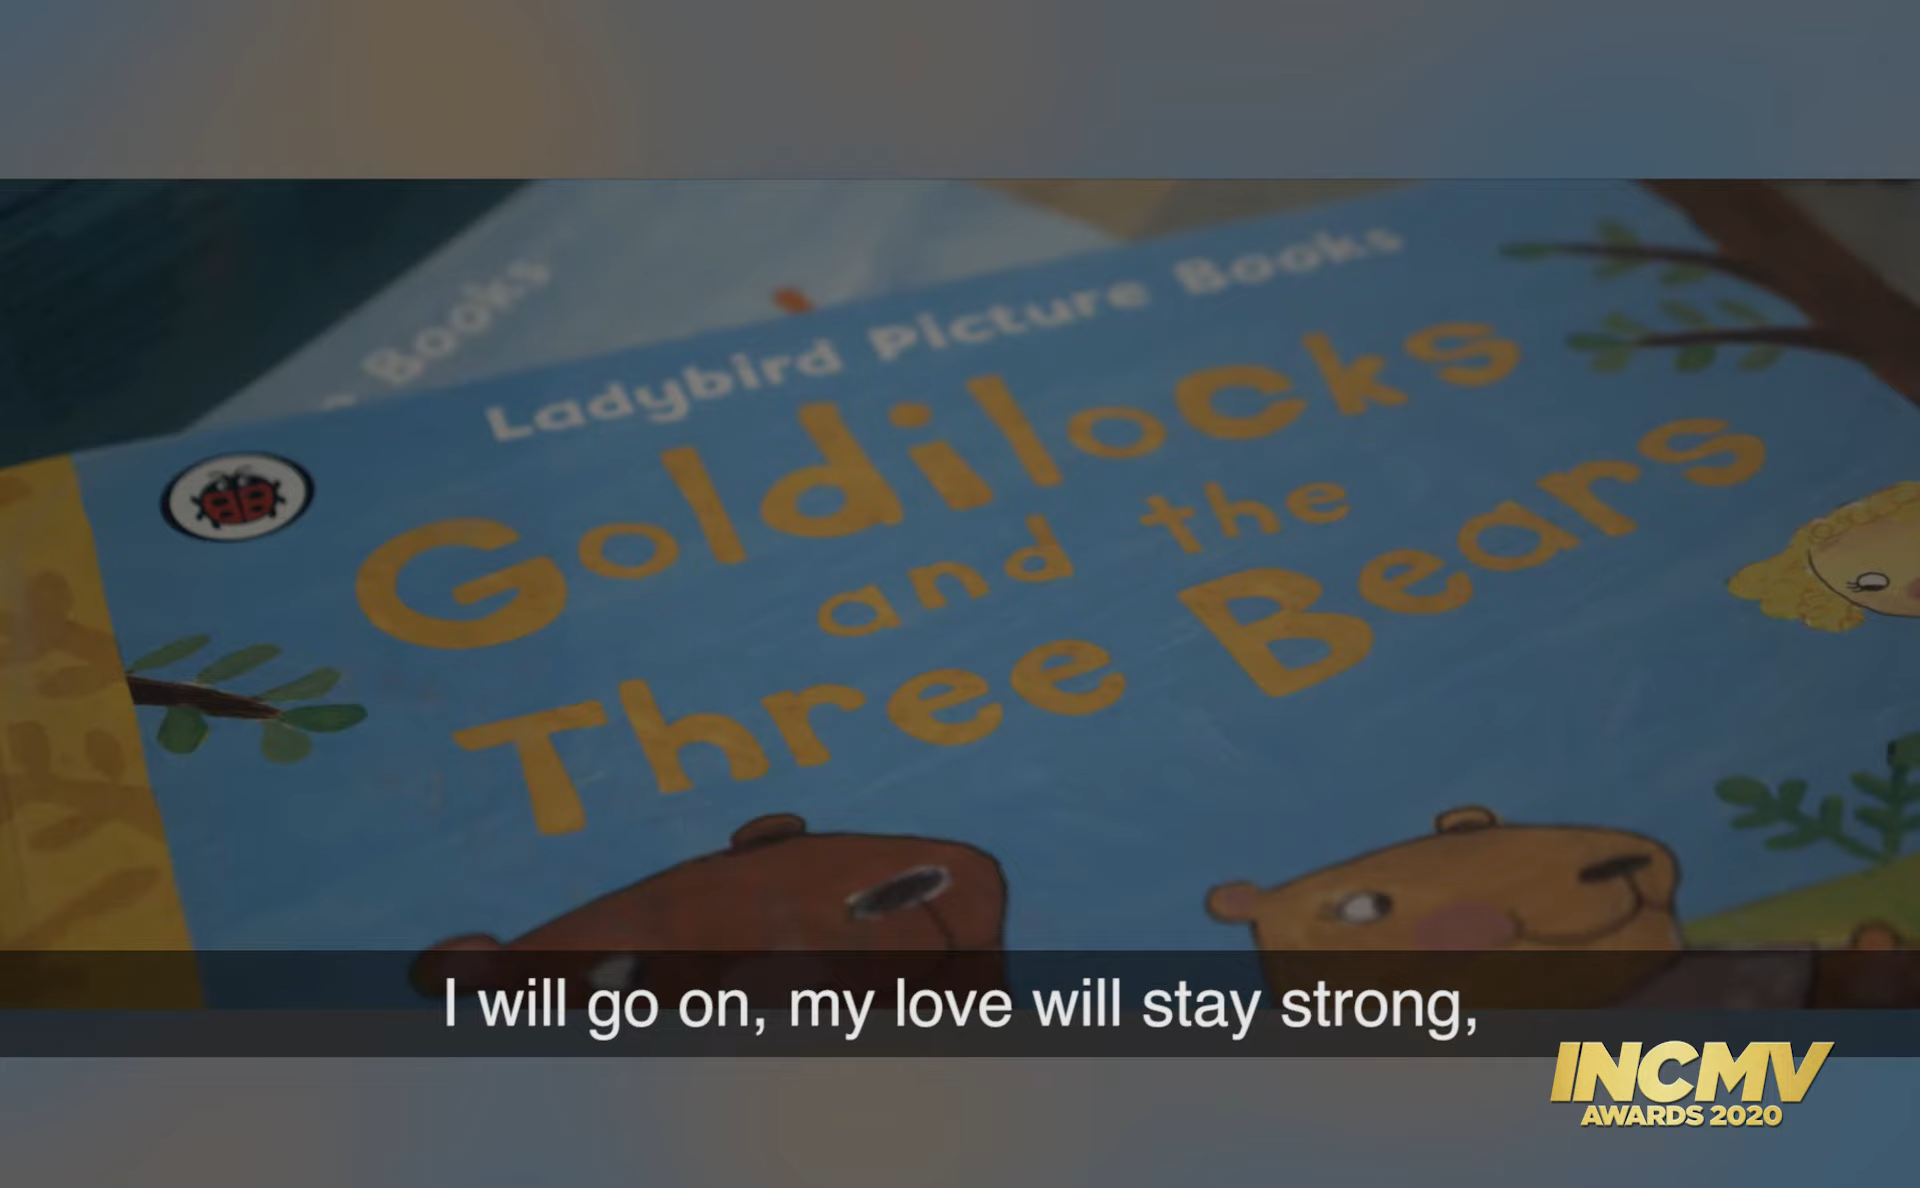 Books
Ladybird Picture Books
Goldilocks
and the
Three Bears
I will go on, my love will stay strong,
INCMV
AWARDS 2020